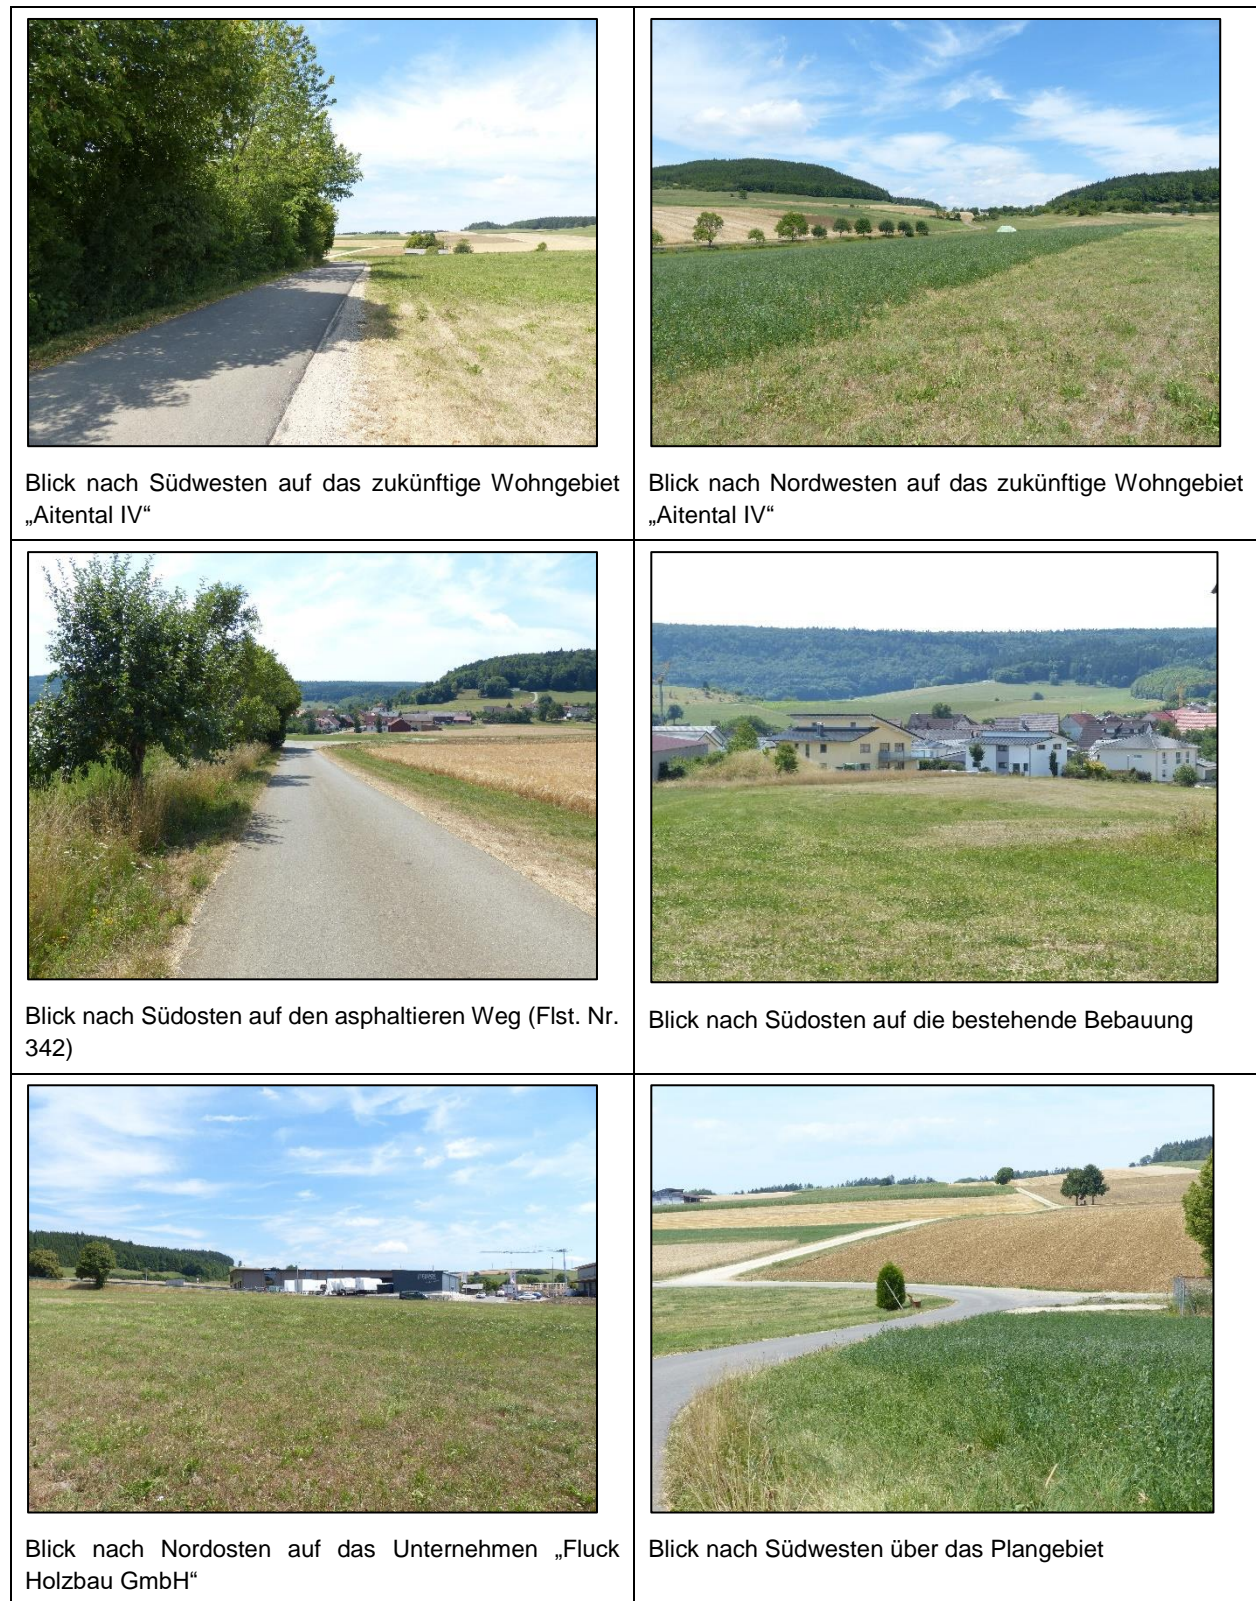 Blick nach Südwesten auf das zukünftige Wohngebiet
„Aitental IV“
Blick nach Nordwesten auf das zukünftige Wohngebiet
„Aitental IV“
Blick nach Südosten auf den asphaltieren Weg (Flst. Nr.
342)
Blick nach Südosten auf die bestehende Bebauung
Blick nach Nordosten auf das Unternehmen „Fluck
Holzbau GmbH“
Blick nach Südwesten über das Plangebiet